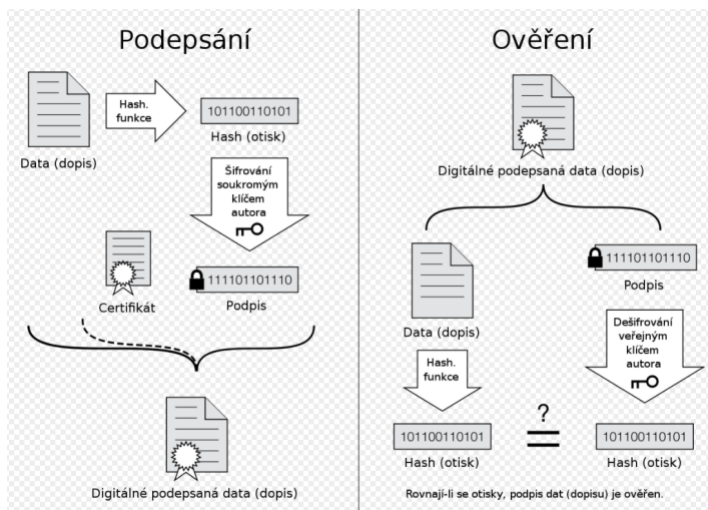 Podepsání
Hash.
funkce
101100110101
Hash (otisk)
Data (dopis)
Šifrování
soukromým
klíčem
autora
111101101110
Certifikát
Podpis
Digitálné podepsaná data (dopis)
Ověření
Digitálné podepsaná data (dopis)
111101101110
Podpis
Data (dopis)
Hash.
funkce
Dešifrování
veřejným
klíčem
autora
101100110101
?
=
101100110101
Hash (otisk)
Hash (otisk)
Rovnají-li se otisky, podpis dat (dopisu) je ověřen.